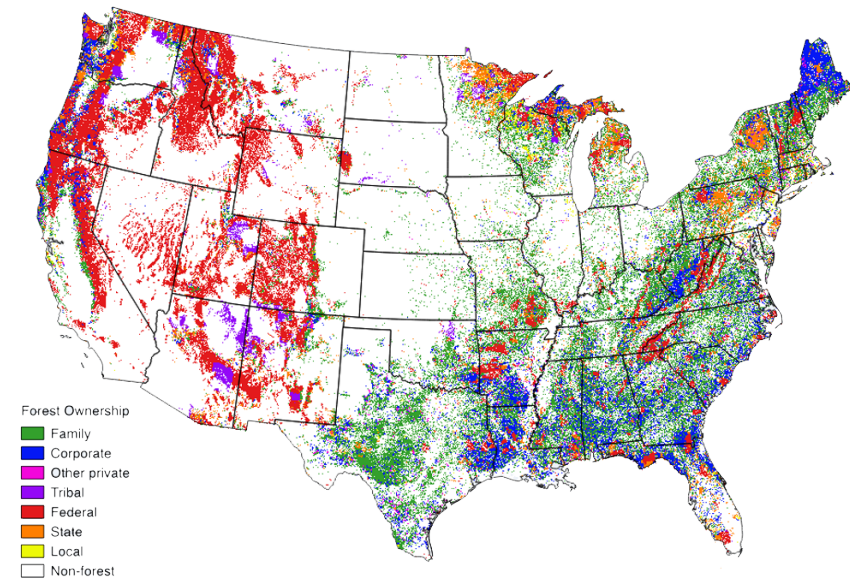 Forest Ownership
Family
Corporate
Other private
Tribal
Federal
State
Local
Non-forest